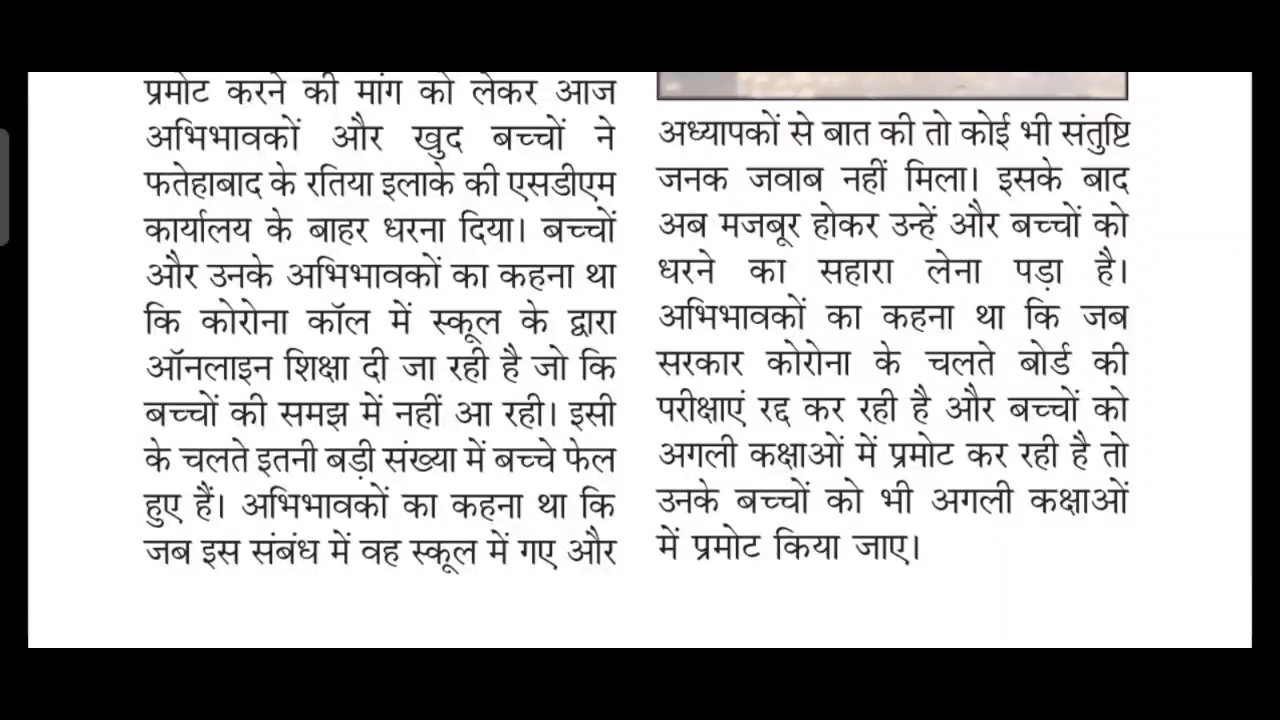 प्रमोट करने की मांग को लेकर आज
अभिभावकों और खुद बच्चों ने
फतेहाबाद के रतिया इलाके की एसडीएम
कार्यालय के बाहर धरना दिया। बच्चों
और उनके अभिभावकों का कहना था
कि कोरोना कॉल में स्कूल के द्वारा
ऑनलाइन शिक्षा दी जा रही है जो कि
बच्चों की समझ में नहीं आ रही। इसी
के चलते इतनी बड़ी संख्या में बच्चे फेल
हुए हैं। अभिभावकों का कहना था कि
जब इस संबंध में वह स्कूल में गए और
अध्यापकों से बात की तो कोई भी संतुष्टि
जनक जवाब नहीं मिला। इसके बाद
अब मजबूर होकर उन्हें और बच्चों को
धरने का सहारा लेना पड़ा है।
अभिभावकों का कहना था कि जब
सरकार कोरोना के चलते बोर्ड की
परीक्षाएं रद्द कर रही है और बच्चों को
अगली कक्षाओं में प्रमोट कर रही है तो
उनके बच्चों को भी अगली कक्षाओं
में प्रमोट किया जाए।